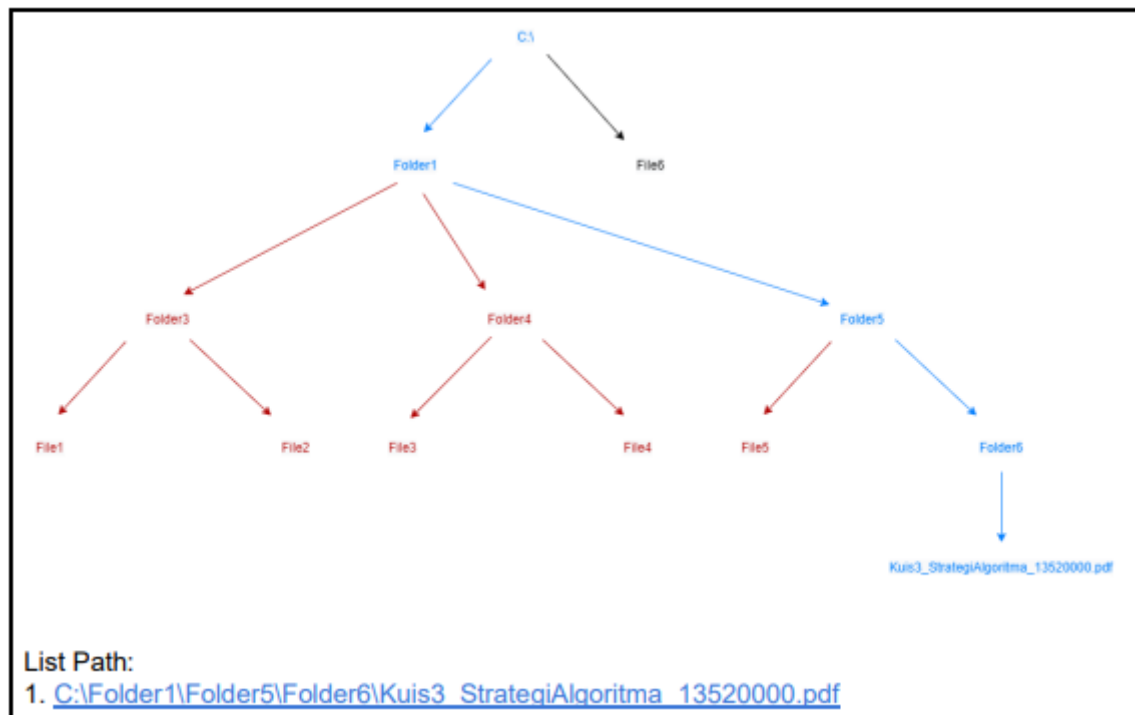 C:\
Folder1
File6
Folder3
Folder4
Folder5
File1
File2
File3
File4
File5
Folder6
Kuis3_StrategiAlgoritma_13520000.pdf
List Path:
1. C:\Folder1\Folder5\Folder6\Kuis3_StrategiAlgoritma_13520000.pdf